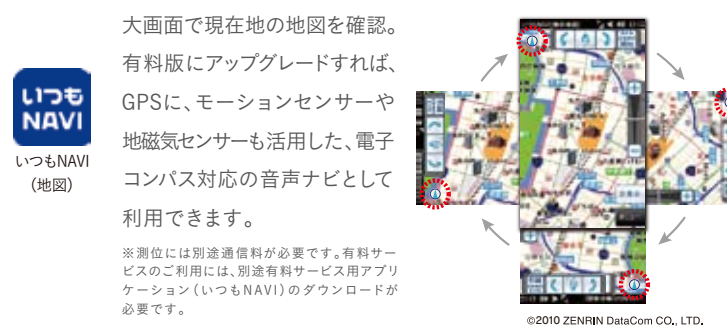 いつも
NAVI
いつもNAVI
(地図)
大画面で現在地の地図を確認。
有料版にアップグレードすれば、
GPSに、モーションセンサーや
地磁気センサーも活用した、電子
コンパス対応の音声ナビとして
利用できます。
※測位には別途通信料が必要です。有料サー
ビスのご利用には、別途有料サービス用アプリ
ケーション(いつもNAVI)のダウンロードが
必要です。
©2010 ZENRIN DataCom CO., LTD.